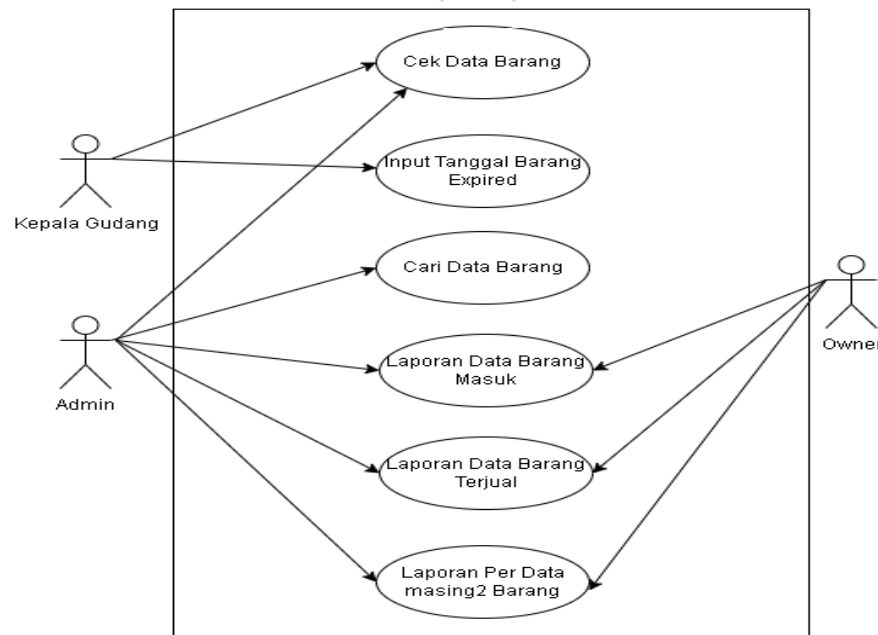 Cek Data Barang
Input Tanggal Barang
Expired
Kepala Gudang
Cari Data Barang
Admin
Laporan Data Barang
Masuk
Owner
Laporan Data Barang
Terjual
Laporan Per Data
masing2 Barang